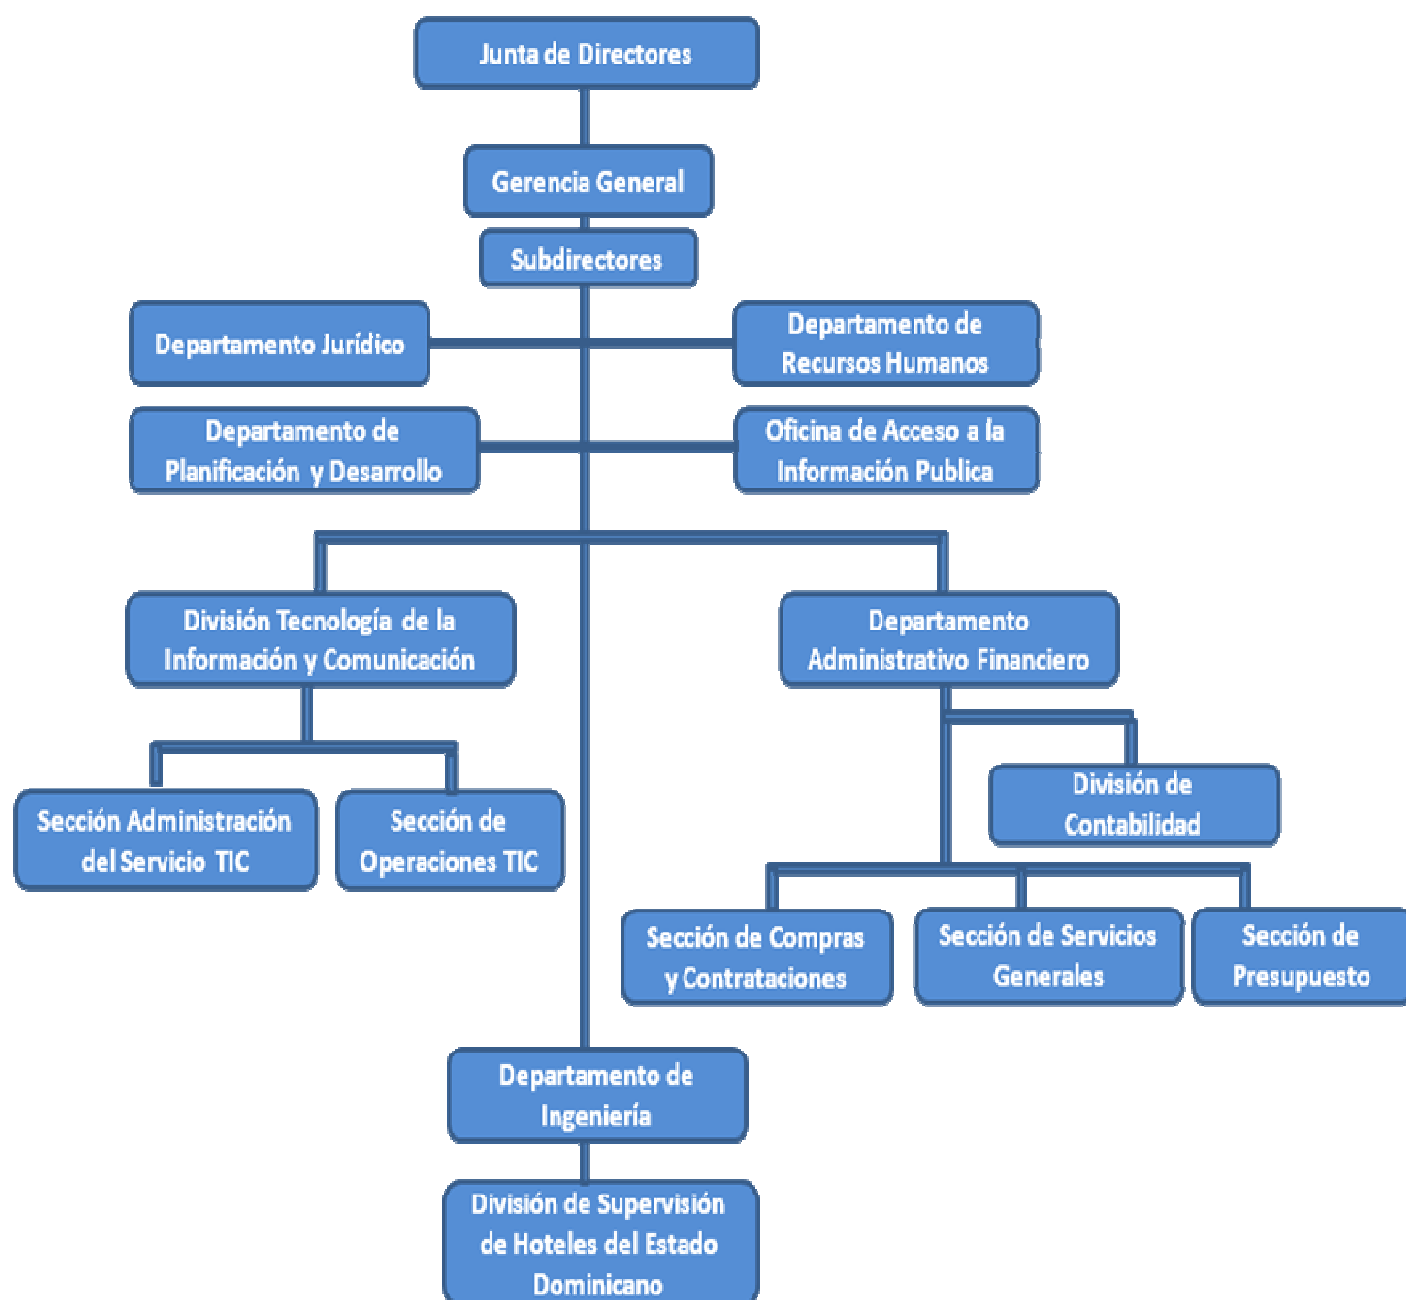 Junta de Directores
Gerencia General
Subdirectores
Departamento Jurídico
Departamento de
Recursos Humanos
Departamento de
Planificación y Desarrollo
Oficina de Acceso a la
Información Publica
División Tecnología de la
Información y Comunicación
Departamento
Administrativo Financiero
Sección Administración
del Servicio TIC
Sección de
Operaciones TIC
División de
Contabilidad
Sección de Compras
y Contrataciones
Sección de Servicios
Generales
Sección de
Presupuesto
Departamento de
Ingeniería
División de Supervisión
de Hoteles del Estado
Dominicano